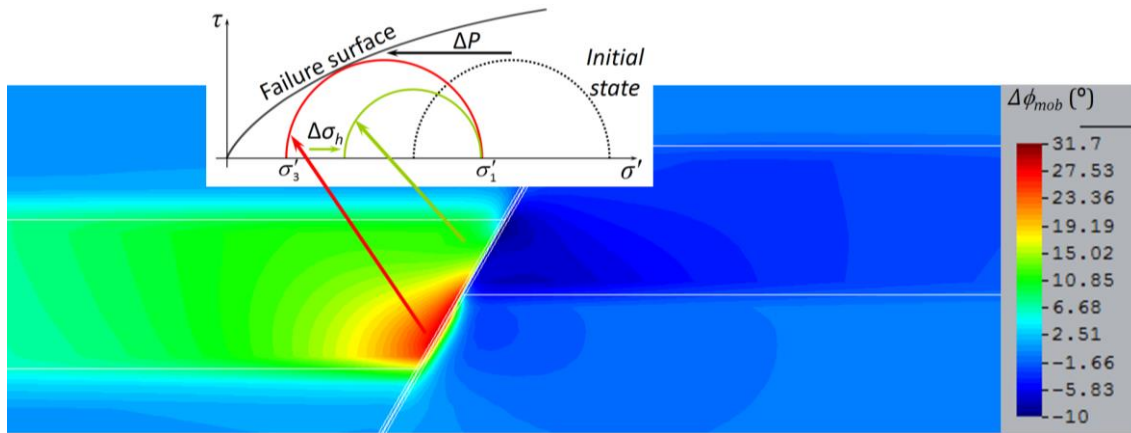 τ
Failure surface
ΔP
Initial
state
Δσh
σ′3
σ′1
σ′
Δϕmob (°)
31.7
27.53
23.36
19.19
15.02
10.85
6.68
2.51
-1.66
-5.83
-10